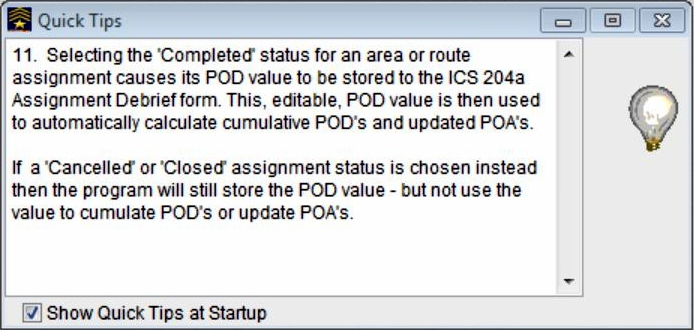 Quick Tips
11. Selecting the 'Completed' status for an area or route
assignment causes its POD value to be stored to the ICS 204a
Assignment Debrief form. This, editable, POD value is then used
to automatically calculate cumulative POD's and updated POA's.
If a 'Cancelled' or 'Closed' assignment status is chosen instead
then the program will still store the POD value - but not use the
value to cumulate POD's or update POA's.
Show Quick Tips at Startup